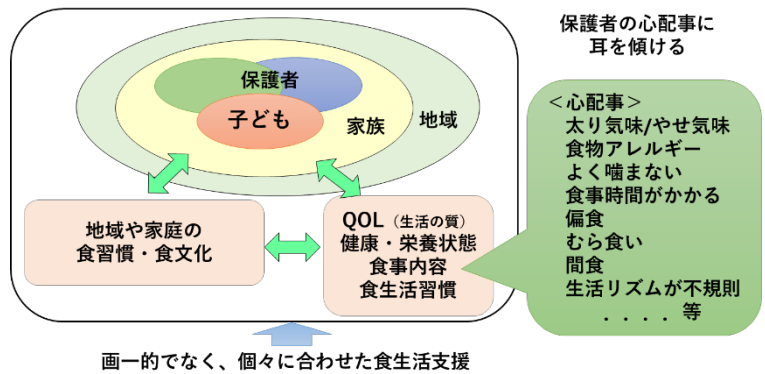 保護者の心配事に
耳を傾ける
保護者
子ども
家族
地域
地域や家庭の
食習慣・食文化
QOL（生活の質）
健康・栄養状態
食事内容
食生活習慣
＜心配事＞
太り気味/やせ気味
食物アレルギー
よく噛まない
食事時間がかかる
偏食
むら食い
間食
生活リズムが不規則
．．．．等
画一的でなく、個々に合わせた食生活支援